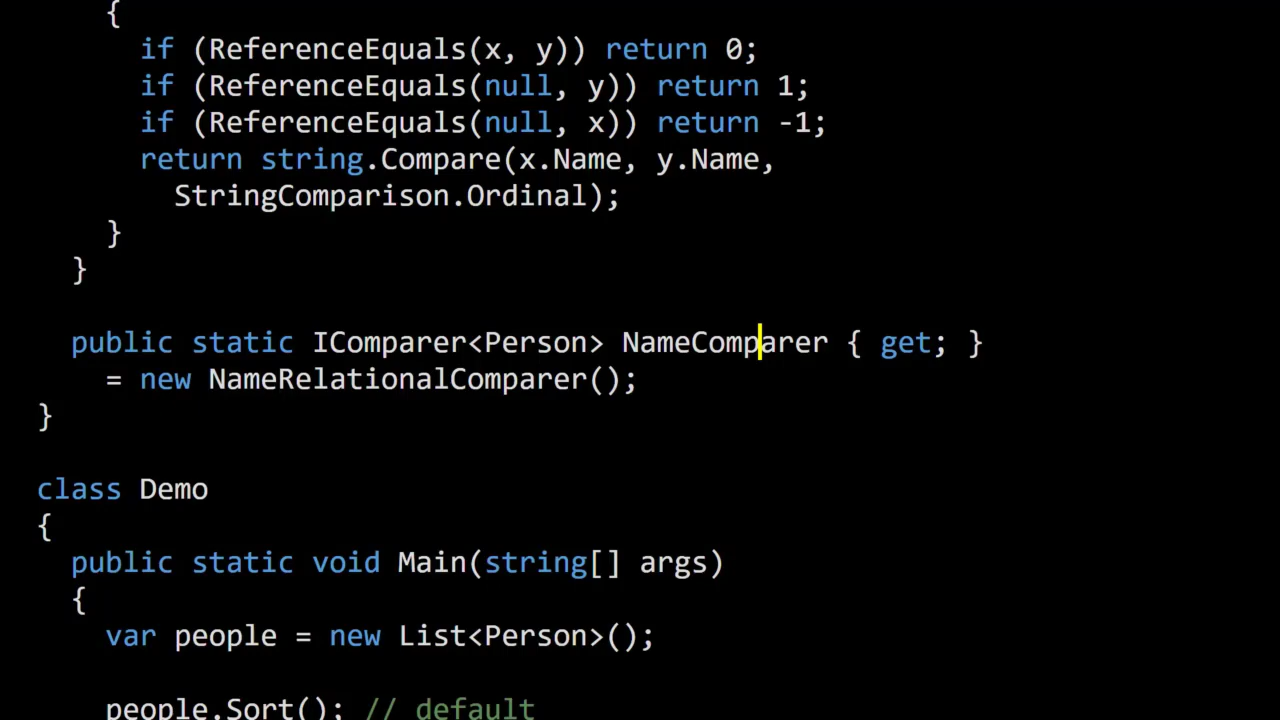 {
if (ReferenceEquals(x, y)) return 0;
if (ReferenceEquals(null, y)) return 1;
if (ReferenceEquals(null, x)) return -1;
return string.Compare(x.Name, y.Name,
StringComparison.Ordinal);
}
}
public static IComparer<Person> NameComparer { get; }
= new NameRelationalComparer();
}
class Demo
{
public static void Main(string[] args)
{
var people = new List<Person>();
people.Sort(); // default